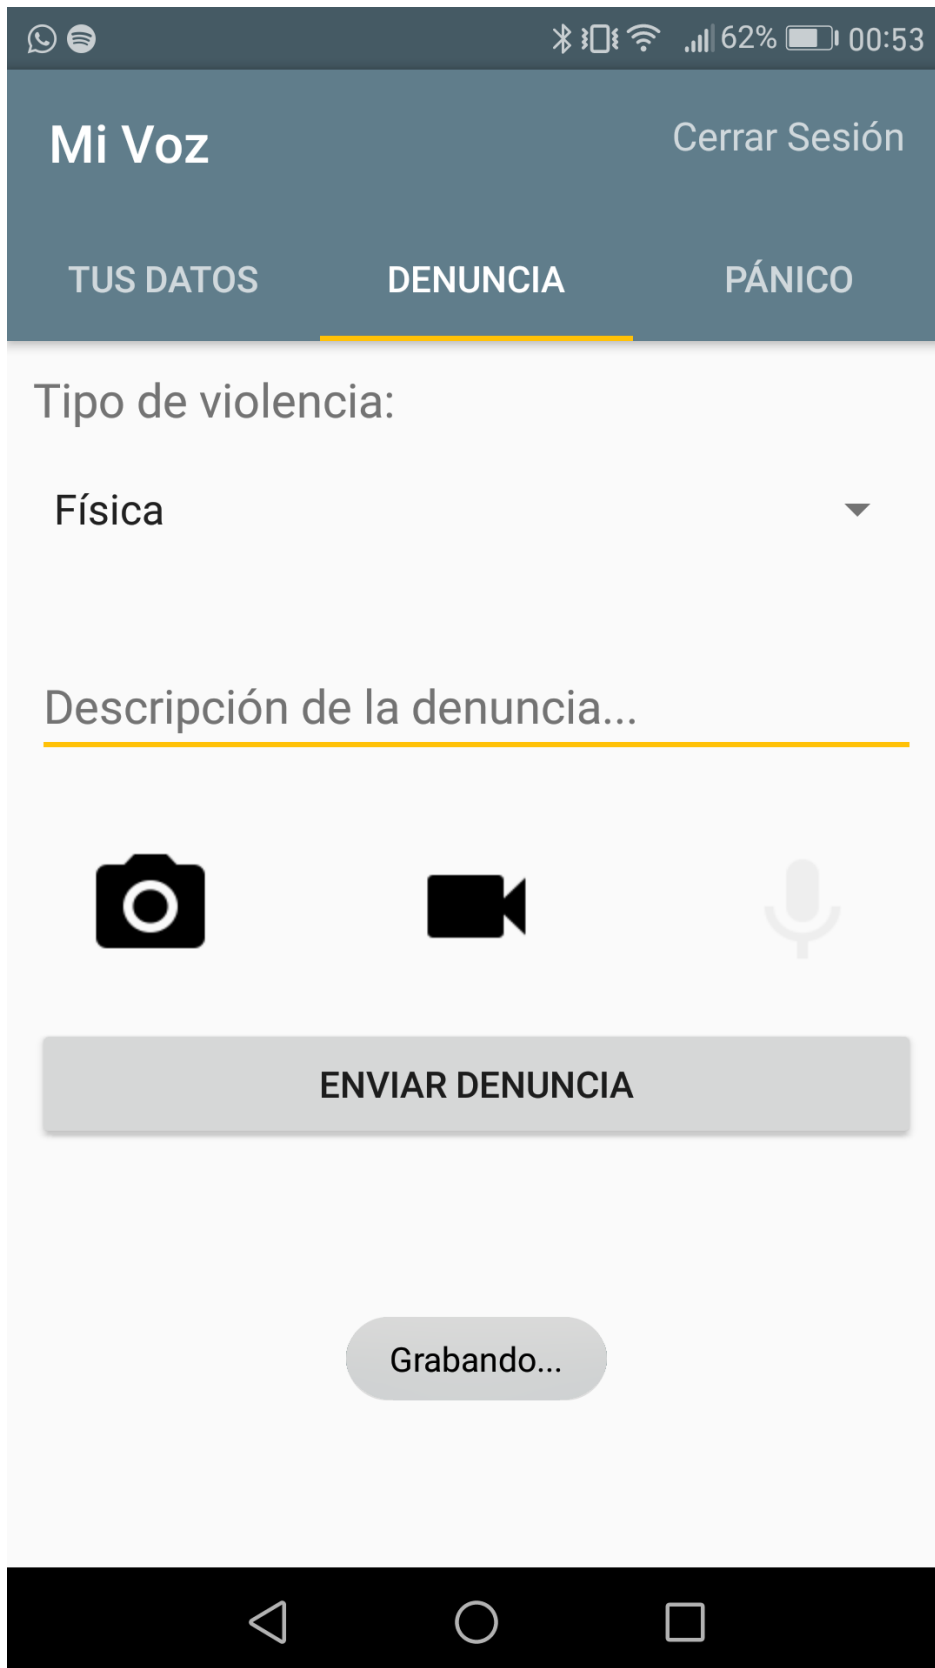 62% 00:53
Mi Voz
Cerrar Sesión
TUS DATOS DENUNCIA PÁNICO
Tipo de violencia:
Física
Descripción de la denuncia...
ENVIAR DENUNCIA
Grabando...